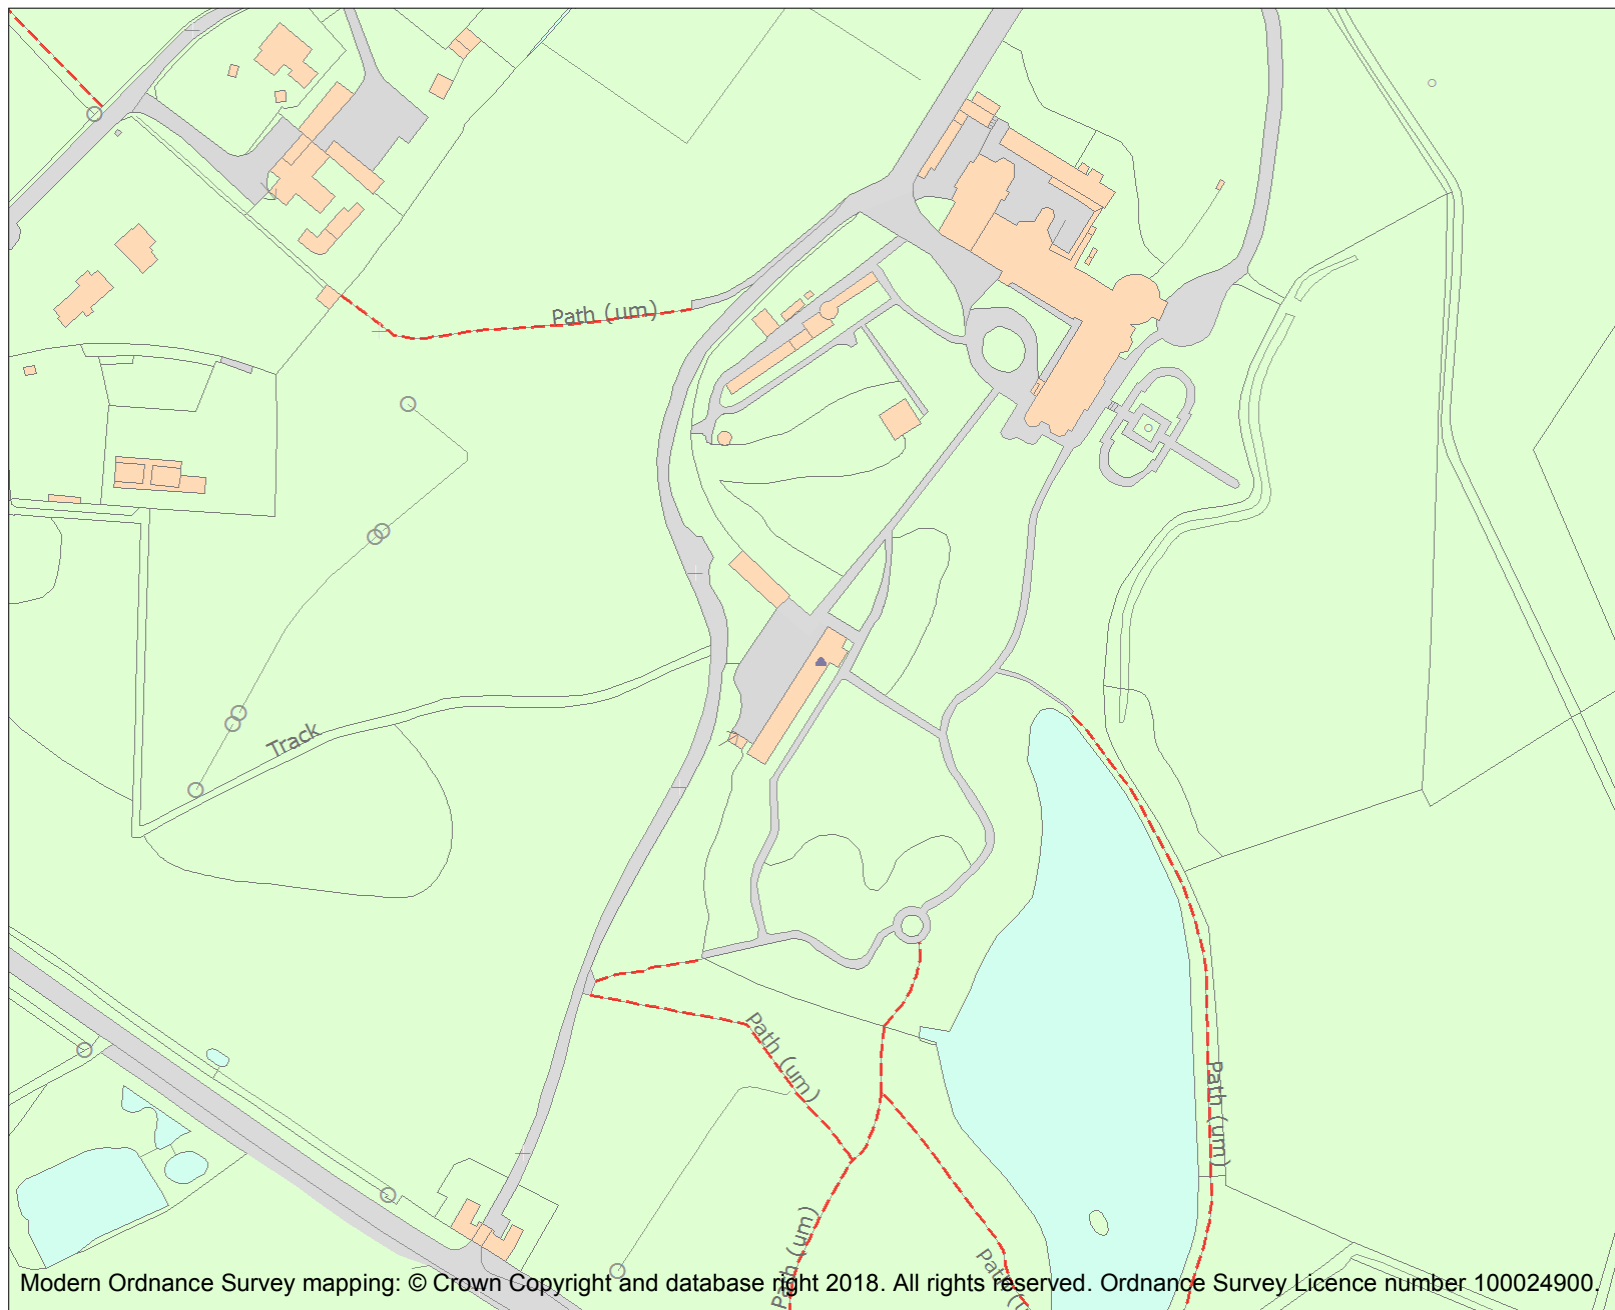 Path (um)
Track
Path (um)
Path (um)
Path (um)
Path (u
Modern Ordnance Survey mapping: © Crown Copyright and database right 2018. All rights reserved. Ordnance Survey Licence number 100024900.